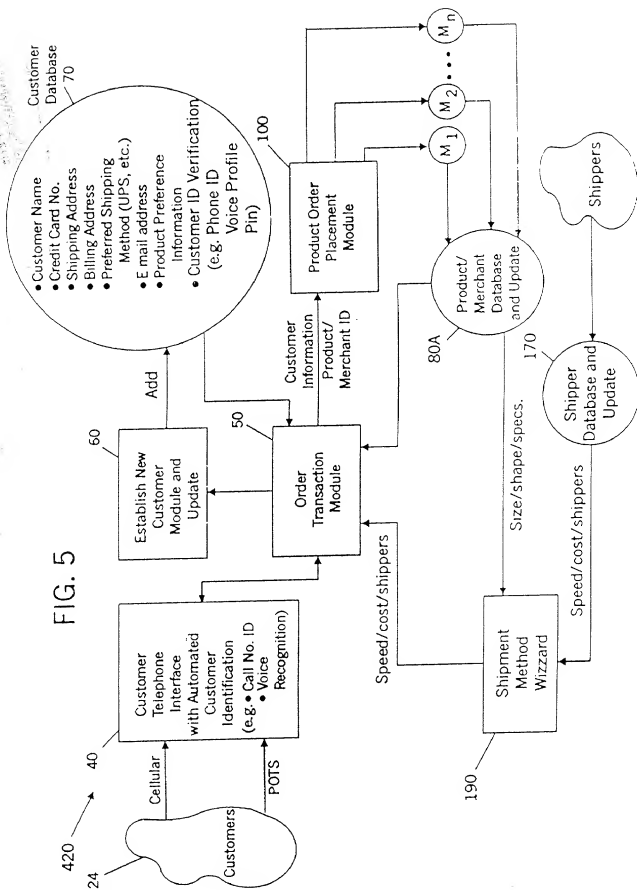 FIG. 5
420
24
Customers
Cellular
POTS
40
Customer
Telephone
Interface
with Automated
Customer
Identification
(e.g. • Call No. ID
• Voice
Recognition)
60
Establish New
Customer
Module and
Update
Add
Customer
Database
70
• Customer Name
• Credit Card No.
• Shipping Address
• Billing Address
• Preferred Shipping
Method (UPS, etc.)
• E mail address
• Product Preference
Information
• Customer ID Verification
(e.g. Phone ID
Voice Profile
Pin)
50
Order
Transaction
Module
Customer
Information
Product/
Merchant ID
100
Product Order
Placement
Module
M 1
M 2
• • • •
M n
80A
Product/
Merchant
Database
and Update
Speed/cost/shippers
Size/shape/specs.
190
Shipment
Method
Wizzard
170
Shipper
Database and
Update
Speed/cost/shippers
Shippers